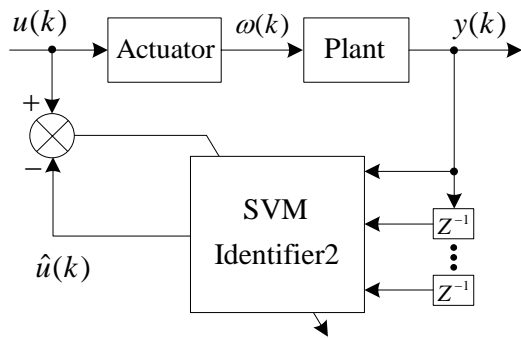 u(k)
Actuator
ω(k)
Plant
y(k)
+
−
SVM
Identifier2
Z⁻¹
Z⁻¹
û(k)